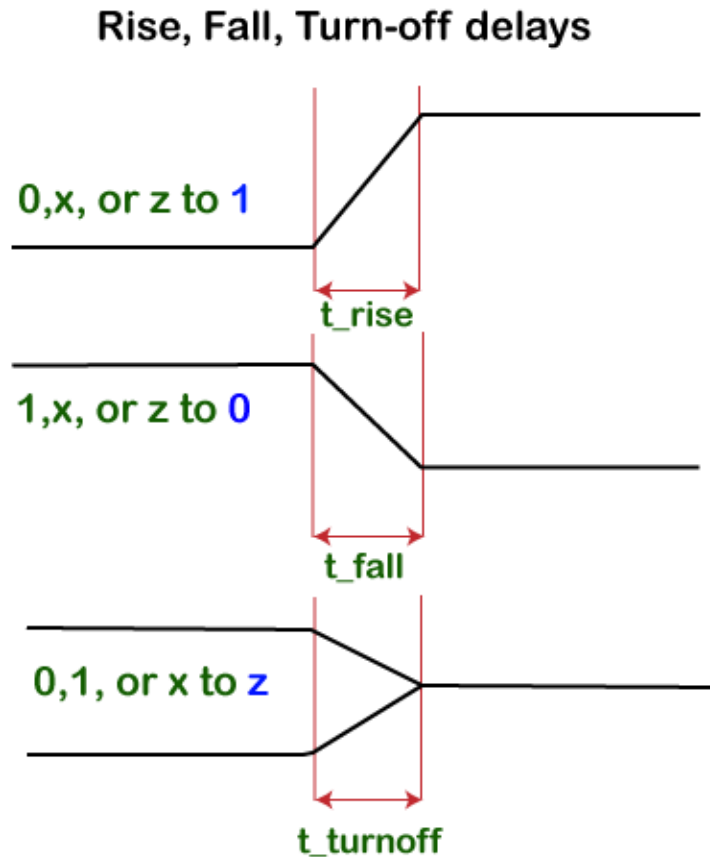 Rise, Fall, Turn-off delays
0,x, or z to 1
t_rise
1,x, or z to 0
t_fall
0,1, or x to z
t_turnoff